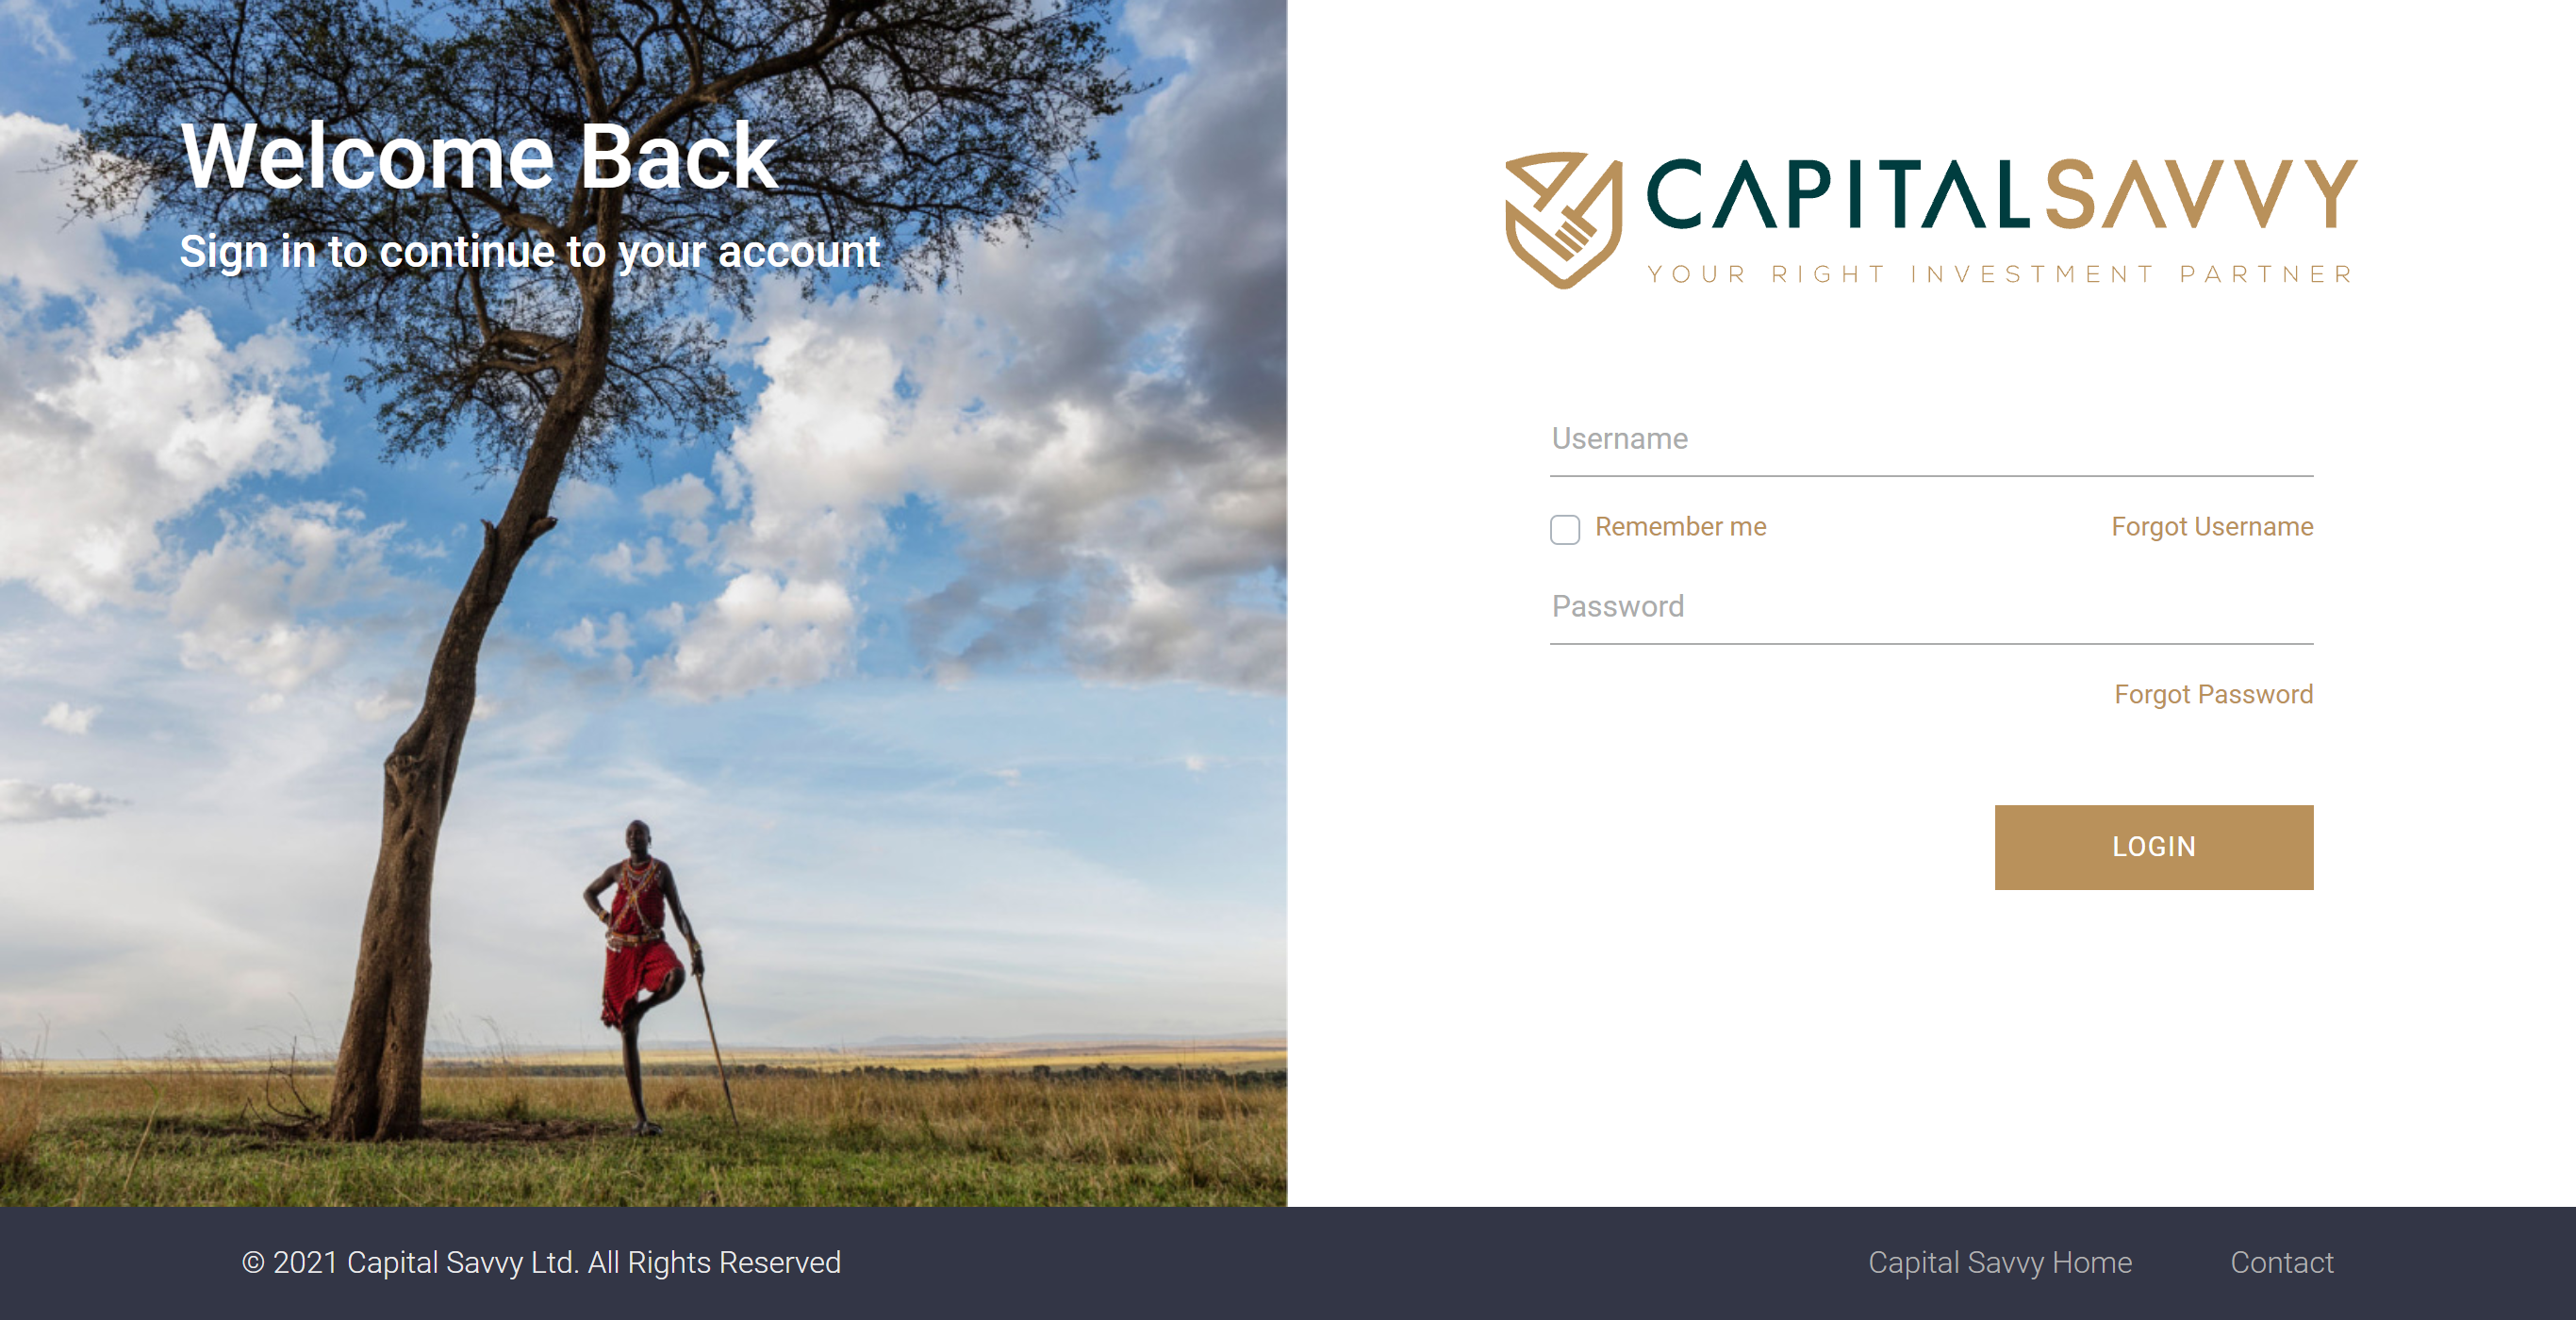 Welcome Back
Sign in to continue to your account
CAPITALSAVVY
YOUR RIGHT INVESTMENT PARTNER
Username
Remember me
Forgot Username
Password
Forgot Password
LOGIN
© 2021 Capital Savvy Ltd. All Rights Reserved
Capital Savvy Home
Contact